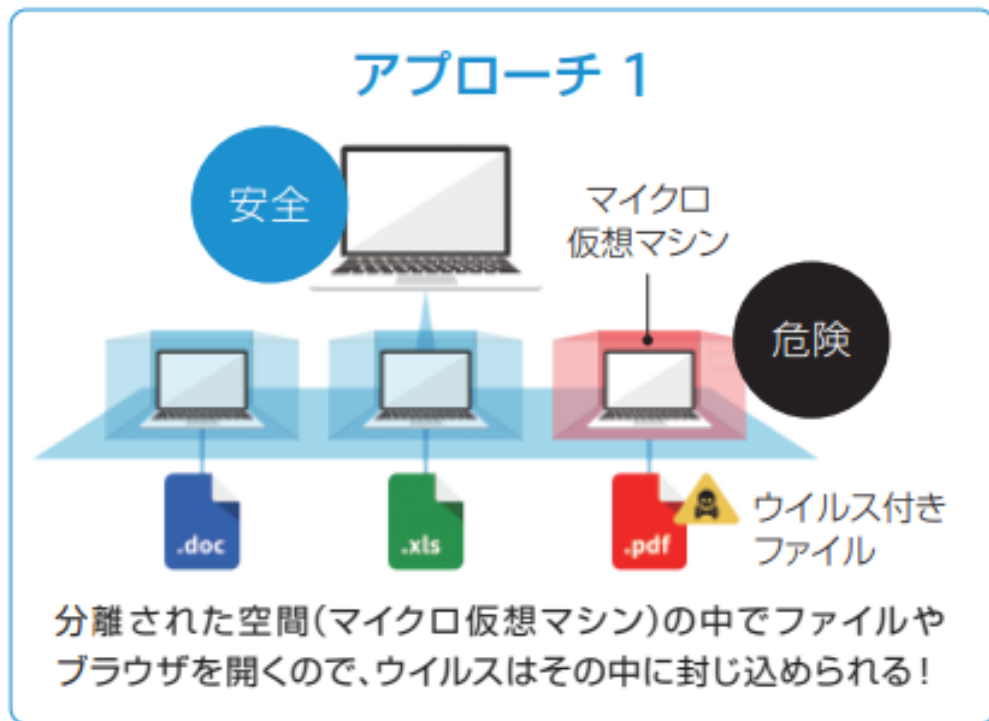 アプローチ 1
安全
マイクロ
仮想マシン
危険
.doc
.xls
.pdf
ウイルス付き
ファイル
分離された空間(マイクロ仮想マシン)の中でファイルや
ブラウザを開くので、ウイルスはその中に封じ込められる!